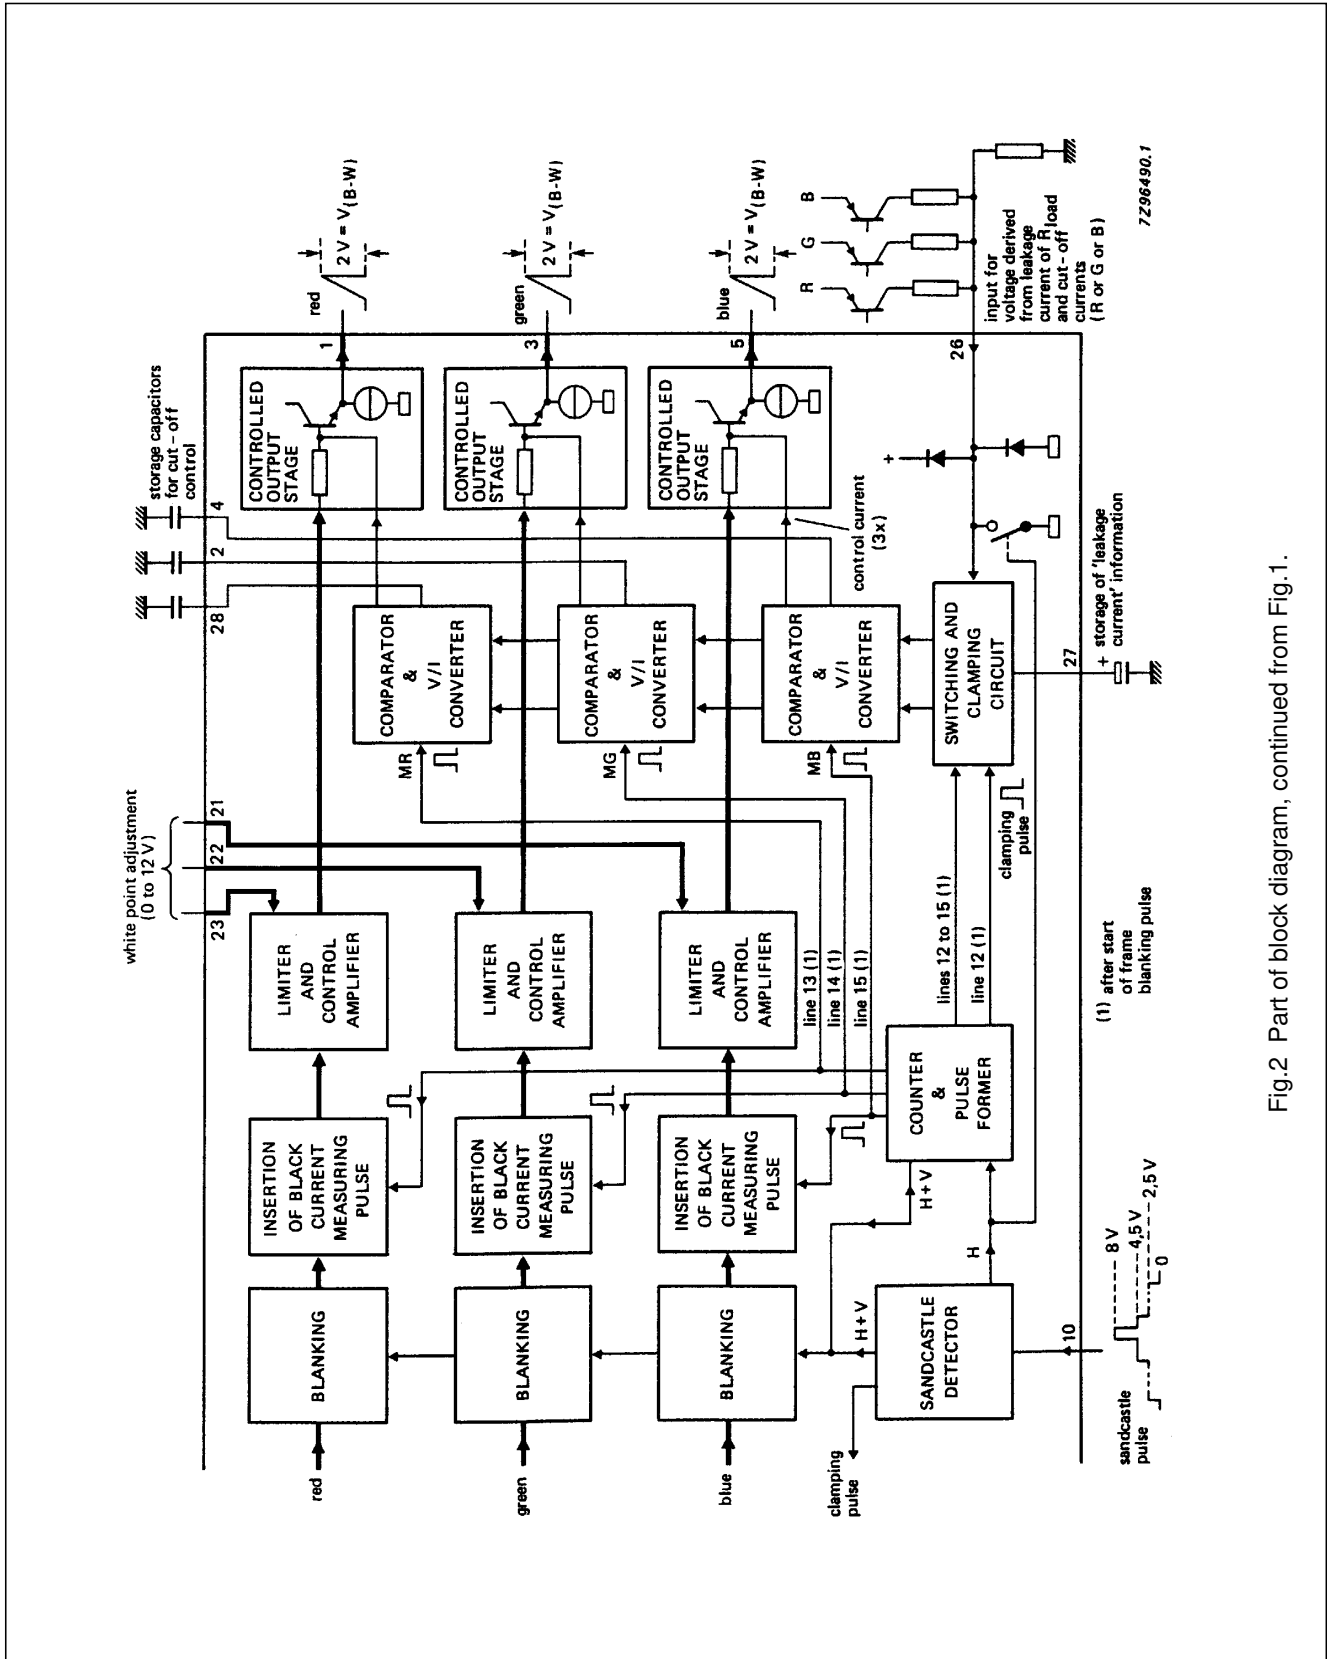 white point adjustment
(0 to 12 V)
23
22
21
28
2
4
storage capacitors
for cut-off
control
red
BLANKING
INSERTION
OF BLACK
CURRENT
MEASURING
PULSE
LIMITER
AND
CONTROL
AMPLIFIER
CONTROLLED
OUTPUT
STAGE
1
red
2 V = V(B-W)
MR
COMPARATOR
&
V/I
CONVERTER
green
BLANKING
INSERTION
OF BLACK
CURRENT
MEASURING
PULSE
LIMITER
AND
CONTROL
AMPLIFIER
CONTROLLED
OUTPUT
STAGE
3
green
2 V = V(B-W)
MG
COMPARATOR
&
V/I
CONVERTER
blue
BLANKING
INSERTION
OF BLACK
CURRENT
MEASURING
PULSE
LIMITER
AND
CONTROL
AMPLIFIER
CONTROLLED
OUTPUT
STAGE
5
blue
2 V = V(B-W)
MB
COMPARATOR
&
V/I
CONVERTER
control current
(3x)
line 13 (1)
line 14 (1)
line 15 (1)
clamping
pulse
H+V
SANDCASTLE
DETECTOR
H
H+V
COUNTER
&
PULSE
FORMER
lines 12 to 15 (1)
line 12 (1)
clamping
pulse
SWITCHING AND
CLAMPING
CIRCUIT
+
26
R
G
B
input for
voltage derived
from leakage
current of Rload
and cut-off
currents
(R or G or B)
10
sandcastle
pulse
8 V
4,5 V
2,5 V
0
(1) after start
of frame
blanking pulse
27
+ storage of 'leakage
current' information
7Z96490.1
Fig.2 Part of block diagram, continued from Fig.1.